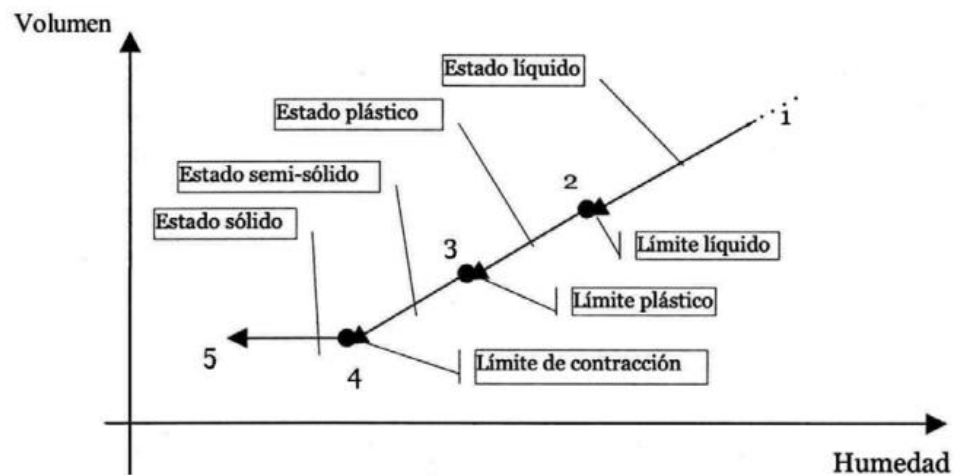 Volumen
Estado líquido
1
Estado plástico
2
Estado semi-sólido
Límite líquido
Estado sólido
3
Límite plástico
5
4
Límite de contracción
Humedad